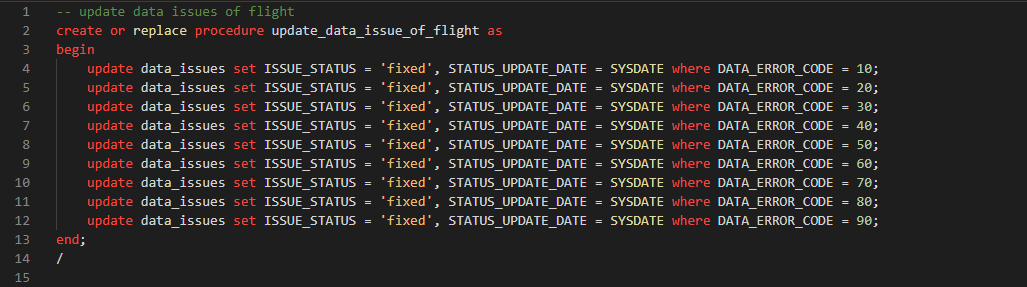 1 -- update data issues of flight
2 create or replace procedure update_data_issue_of_flight as
3 begin
4 update data_issues set ISSUE_STATUS = 'fixed', STATUS_UPDATE_DATE = SYSDATE where DATA_ERROR_CODE = 10;
5 update data_issues set ISSUE_STATUS = 'fixed', STATUS_UPDATE_DATE = SYSDATE where DATA_ERROR_CODE = 20;
6 update data_issues set ISSUE_STATUS = 'fixed', STATUS_UPDATE_DATE = SYSDATE where DATA_ERROR_CODE = 30;
7 update data_issues set ISSUE_STATUS = 'fixed', STATUS_UPDATE_DATE = SYSDATE where DATA_ERROR_CODE = 40;
8 update data_issues set ISSUE_STATUS = 'fixed', STATUS_UPDATE_DATE = SYSDATE where DATA_ERROR_CODE = 50;
9 update data_issues set ISSUE_STATUS = 'fixed', STATUS_UPDATE_DATE = SYSDATE where DATA_ERROR_CODE = 60;
10 update data_issues set ISSUE_STATUS = 'fixed', STATUS_UPDATE_DATE = SYSDATE where DATA_ERROR_CODE = 70;
11 update data_issues set ISSUE_STATUS = 'fixed', STATUS_UPDATE_DATE = SYSDATE where DATA_ERROR_CODE = 80;
12 update data_issues set ISSUE_STATUS = 'fixed', STATUS_UPDATE_DATE = SYSDATE where DATA_ERROR_CODE = 90;
13 end;
14 /
15